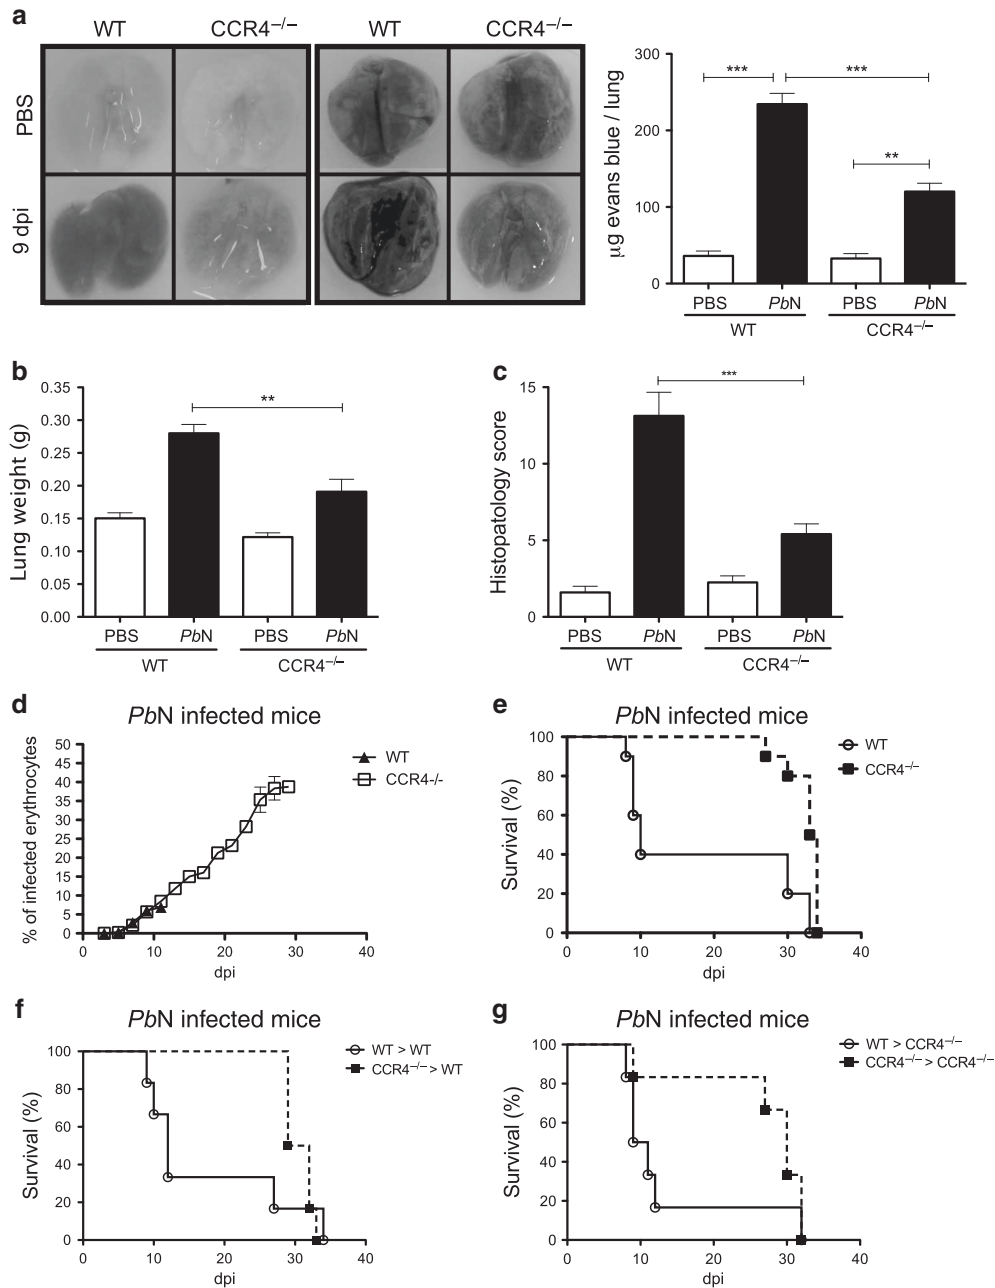 a
WT CCR4–/– WT CCR4–/–
PBS
9 dpi
μg evans blue / lung
300
200
100
0
***
***
**
PBS PbN PBS PbN
WT CCR4–/–
b
Lung weight (g)
0.35
0.30
0.25
0.20
0.15
0.10
0.05
0.00
**
PBS PbN PBS PbN
WT CCR4–/–
c
Histopatology score
15
10
5
0
***
PBS PbN PBS PbN
WT CCR4–/–
d
PbN infected mice
% of infected erythrocytes
50
45
40
35
30
25
20
15
10
5
0
0 10 20 30 40
dpi
WT
CCR4-/-
e
PbN infected mice
Survival (%)
100
80
60
40
20
0
0 10 20 30 40
dpi
WT
CCR4–/–
f
PbN infected mice
Survival (%)
100
80
60
40
20
0
0 10 20 30 40
dpi
WT > WT
CCR4–/– > WT
g
PbN infected mice
Survival (%)
100
80
60
40
20
0
0 10 20 30 40
dpi
WT > CCR4–/–
CCR4–/– > CCR4–/–